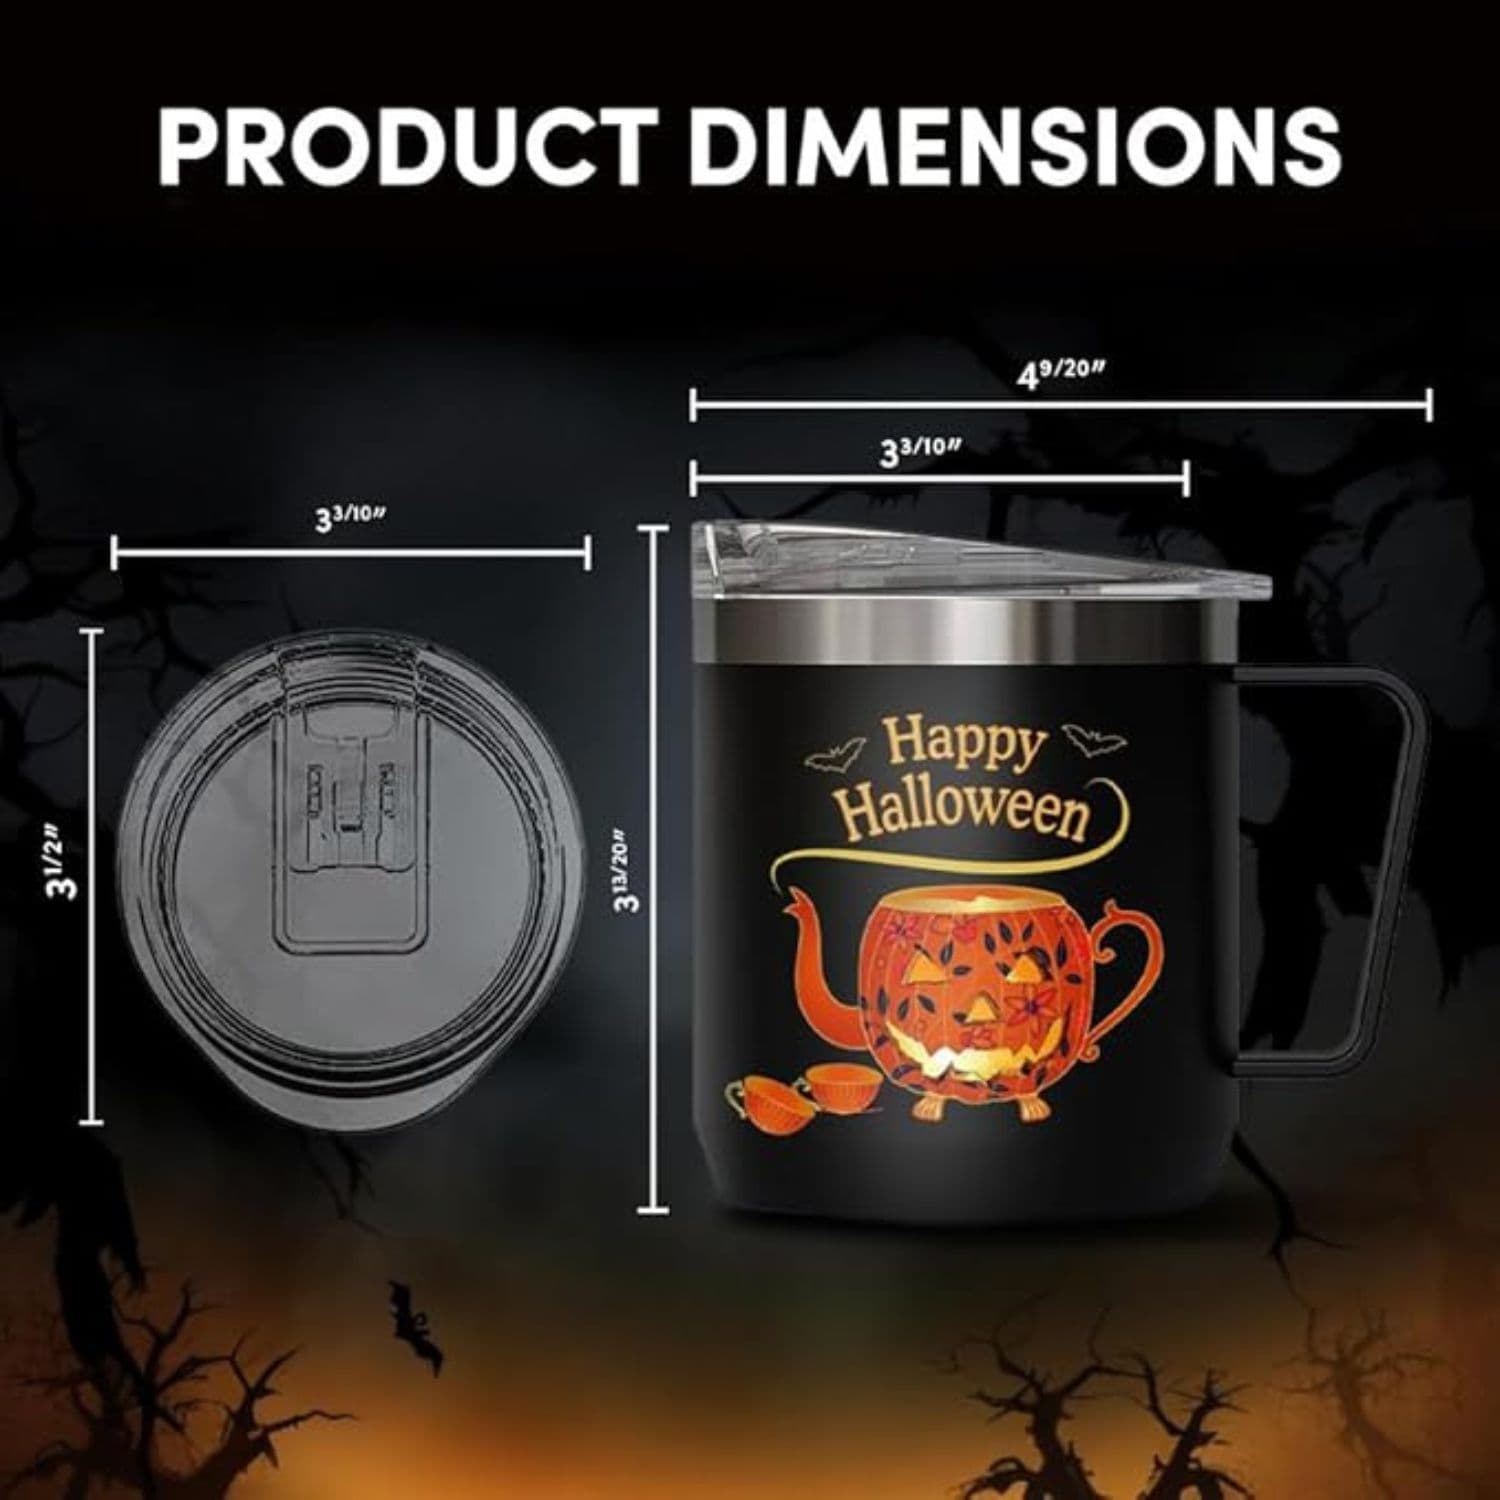 PRODUCT DIMENSIONS
4 9/20"
3 3/10"
3 3/10"
3 1/2"
3 13/20"
Happy
Halloween